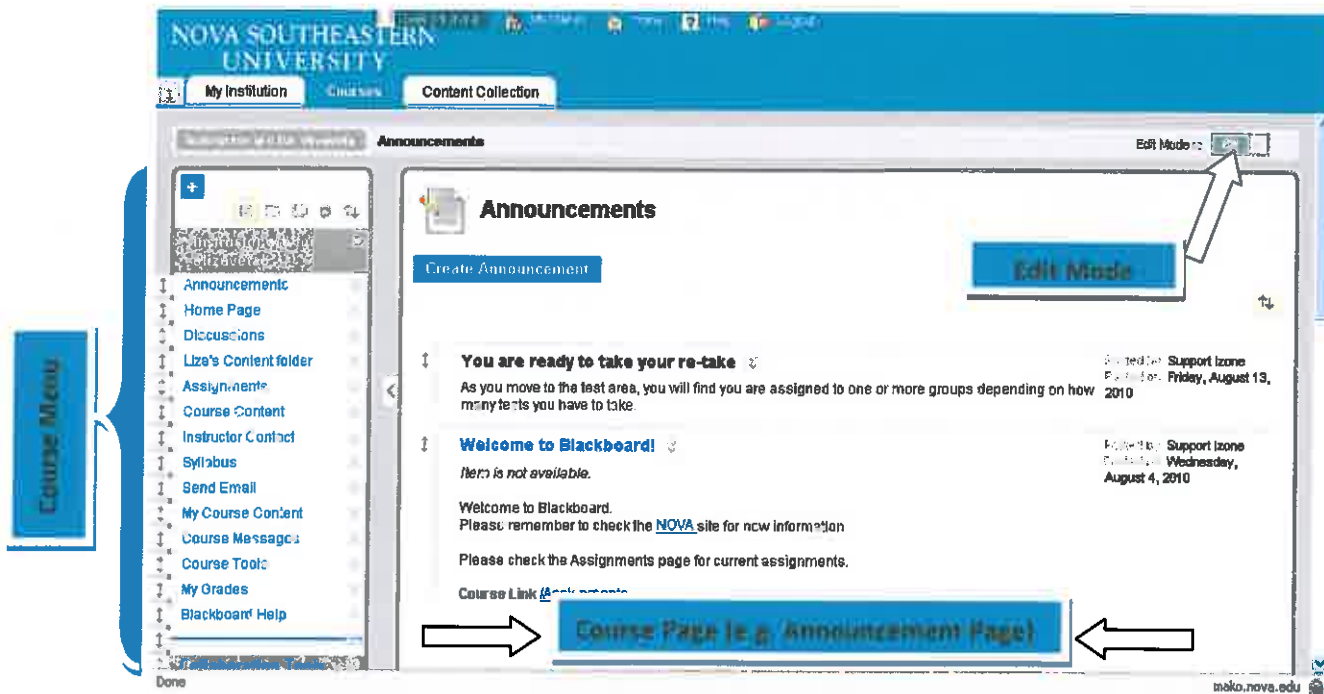 NOVA SOUTHEASTERN
UNIVERSITY
My Institution Courses Content Collection
Announcements
Edit Mode
Announcements
Create Announcement
Edit Mode
Course Menu
Announcements
Home Page
Discussions
Liza's Content folder
Assignments
Course Content
Instructor Contact
Syllabus
Send Email
My Course Content
Course Messages
Course Tools
My Grades
Blackboard Help
Collaboration Tools
You are ready to take your re-take
As you move to the test area, you will find you are assigned to one or more groups depending on how
many tests you have to take.
Support Izone
Friday, August 13,
2010
Welcome to Blackboard!
Item is not available.
Welcome to Blackboard.
Please remember to check the NOVA site for new information
Please check the Assignments page for current assignments.
Course Link
Posted by: Support Izone
Wednesday,
August 4, 2010
Course Page (e.g. Announcement Page)
Done
mako.nova.edu